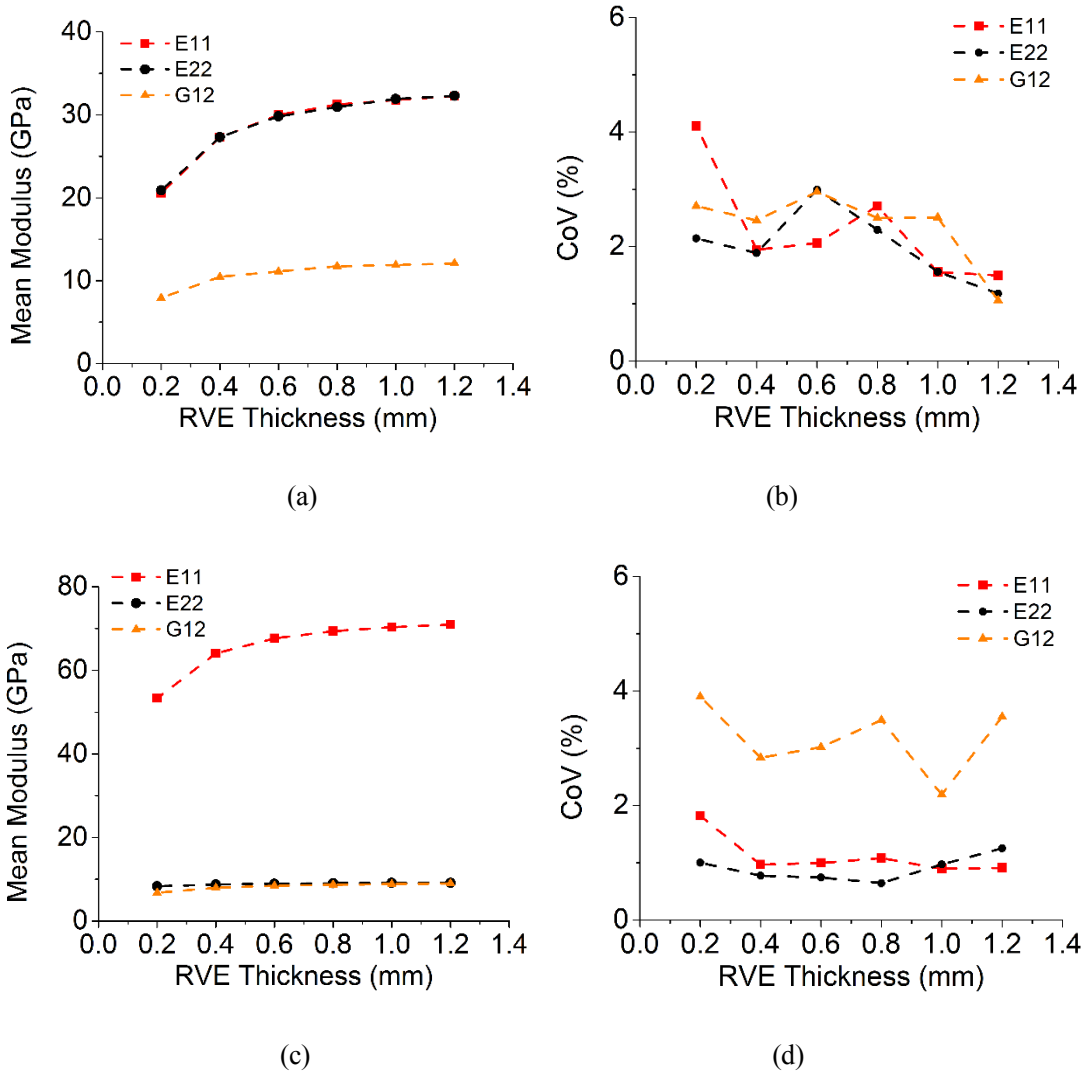 Mean Modulus (GPa)
40
30
20
10
0
E11
E22
G12
0.0 0.2 0.4 0.6 0.8 1.0 1.2 1.4
RVE Thickness (mm)
(a)
CoV (%)
6
4
2
0
E11
E22
G12
0.0 0.2 0.4 0.6 0.8 1.0 1.2 1.4
RVE Thickness (mm)
(b)
Mean Modulus (GPa)
80
60
40
20
0
E11
E22
G12
0.0 0.2 0.4 0.6 0.8 1.0 1.2 1.4
RVE Thickness (mm)
(c)
CoV (%)
6
4
2
0
E11
E22
G12
0.0 0.2 0.4 0.6 0.8 1.0 1.2 1.4
RVE Thickness (mm)
(d)